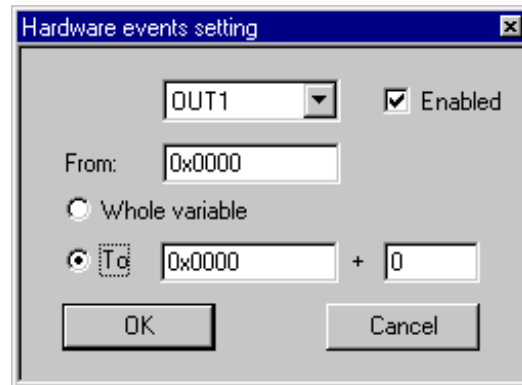 Hardware events setting
OUT1 Enabled
From: 0x0000
Whole variable
To 0x0000 + 0
OK Cancel